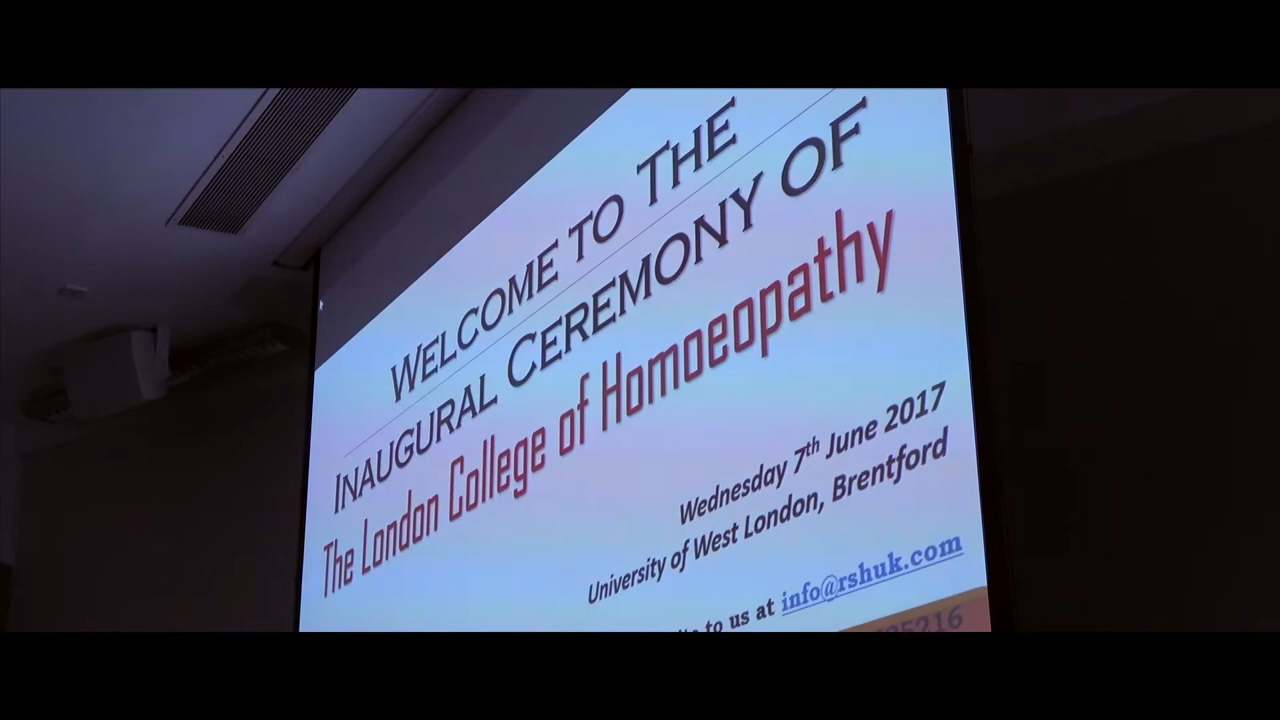 WELCOME TO THE
INAUGURAL CEREMONY OF
The London College of Homoeopathy
Wednesday 7th June 2017
University of West London, Brentford
to us at info@rshuk.com
5216